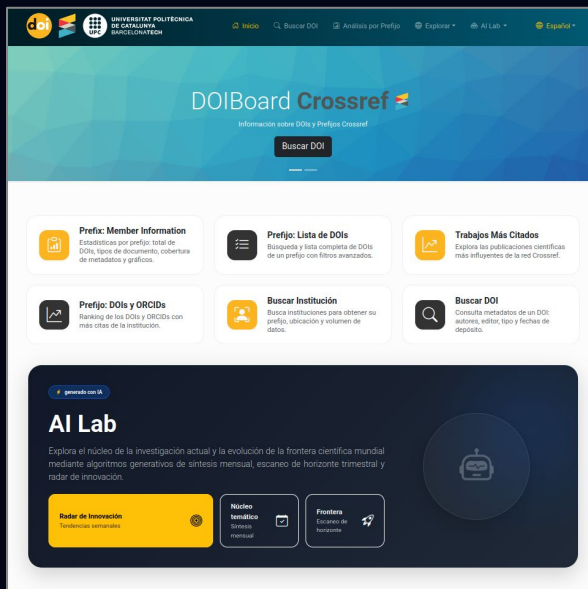 doi
UPC
UNIVERSITAT POLITÈCNICA
DE CATALUNYA
BARCELONATECH
Inicio
Buscar DOI
Análisis por Prefijo
Explorar
AI Lab
Español
DOIBoard Crossref
Información sobre DOIs y Prefijos Crossref
Buscar DOI
Prefix: Member Information
Estadísticas por prefijo: total de
DOIs, tipos de documento, cobertura
de metadatos y gráficos.
Prefijo: Lista de DOIs
Búsqueda y lista completa de DOIs
de un prefijo con filtros avanzados.
Trabajos Más Citados
Explora las publicaciones científicas
más influyentes de la red Crossref.
Prefijo: DOIs y ORCIDs
Ranking de los DOIs y ORCIDs con
más citas de la institución.
Buscar Institución
Busca instituciones para obtener su
prefijo, ubicación y volumen de
datos.
Buscar DOI
Consulta metadatos de un DOI:
autores, editor, tipo y fechas de
depósito.
generado con IA
AI Lab
Explora el núcleo de la investigación actual y la evolución de la frontera científica mundial
mediante algoritmos generativos de síntesis mensual, escaneo de horizonte trimestral y
radar de innovación.
Radar de Innovación
Tendencias semanales
Núcleo
temático
Síntesis
mensual
Frontera
Escaneo de
horizonte